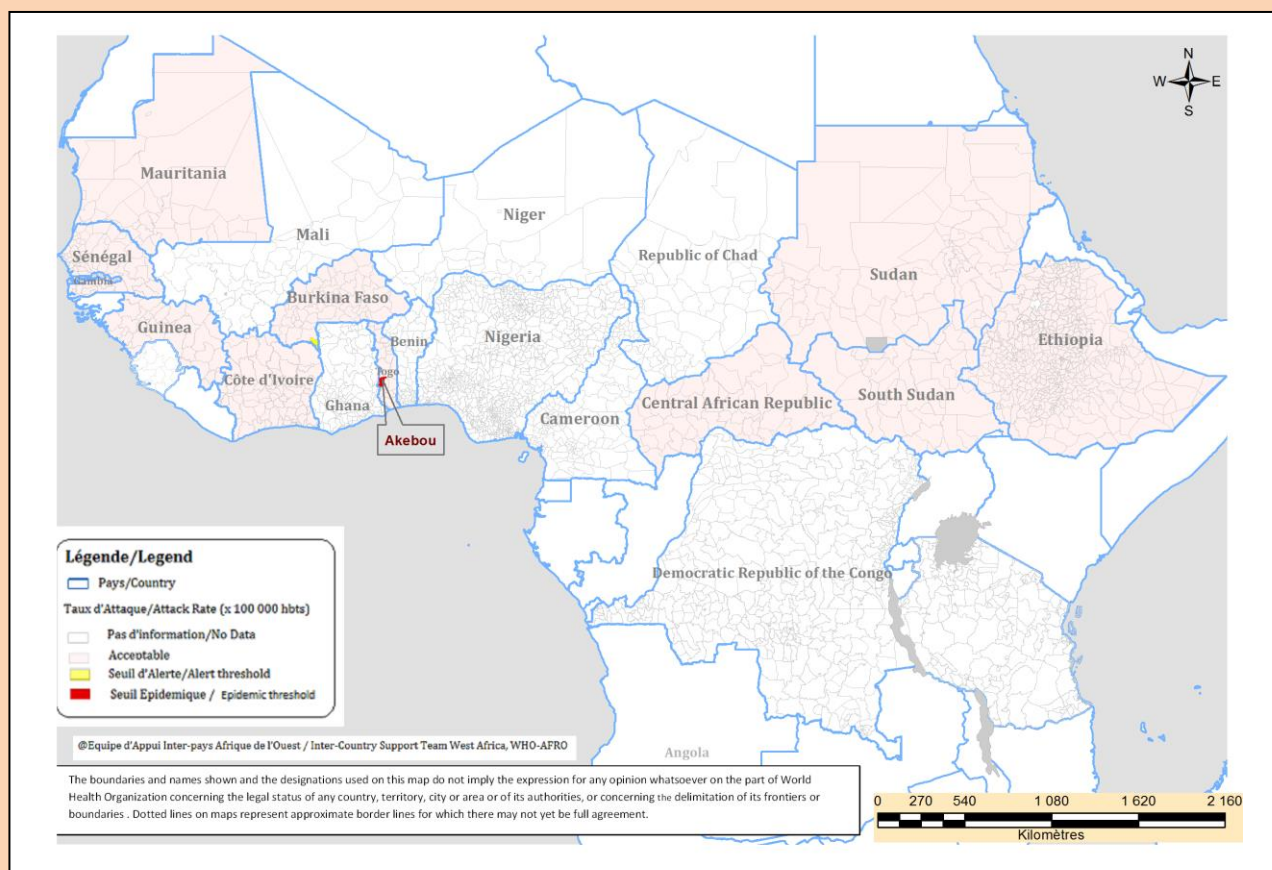 N
W E
S
Mauritania
Mali
Niger
Republic of Chad
Sudan
Sénégal
Gambia
Burkina Faso
Guinea
Benin
Nigeria
Ethiopia
Togo
Côte d'Ivoire
Ghana
Cameroon
Central African Republic
South Sudan
Akebou
Democratic Republic of the Congo
Angola
Légende/Legend
Pays/Country
Taux d'Attaque/Attack Rate (x 100 000 hbts)
Pas d'information/No Data
Acceptable
Seuil d'Alerte/Alert threshold
Seuil Epidemique / Epidemic threshold
@Equipe d'Appui Inter-pays Afrique de l'Ouest / Inter-Country Support Team West Africa, WHO-AFRO
The boundaries and names shown and the designations used on this map do not imply the expression for any opinion whatsoever on the part of World
Health Organization concerning the legal status of any country, territory, city or area or of its authorities, or concerning the delimitation of its frontiers or
boundaries . Dotted lines on maps represent approximate border lines for which there may not yet be full agreement.
0 270 540 1 080 1 620 2 160
Kilomètres